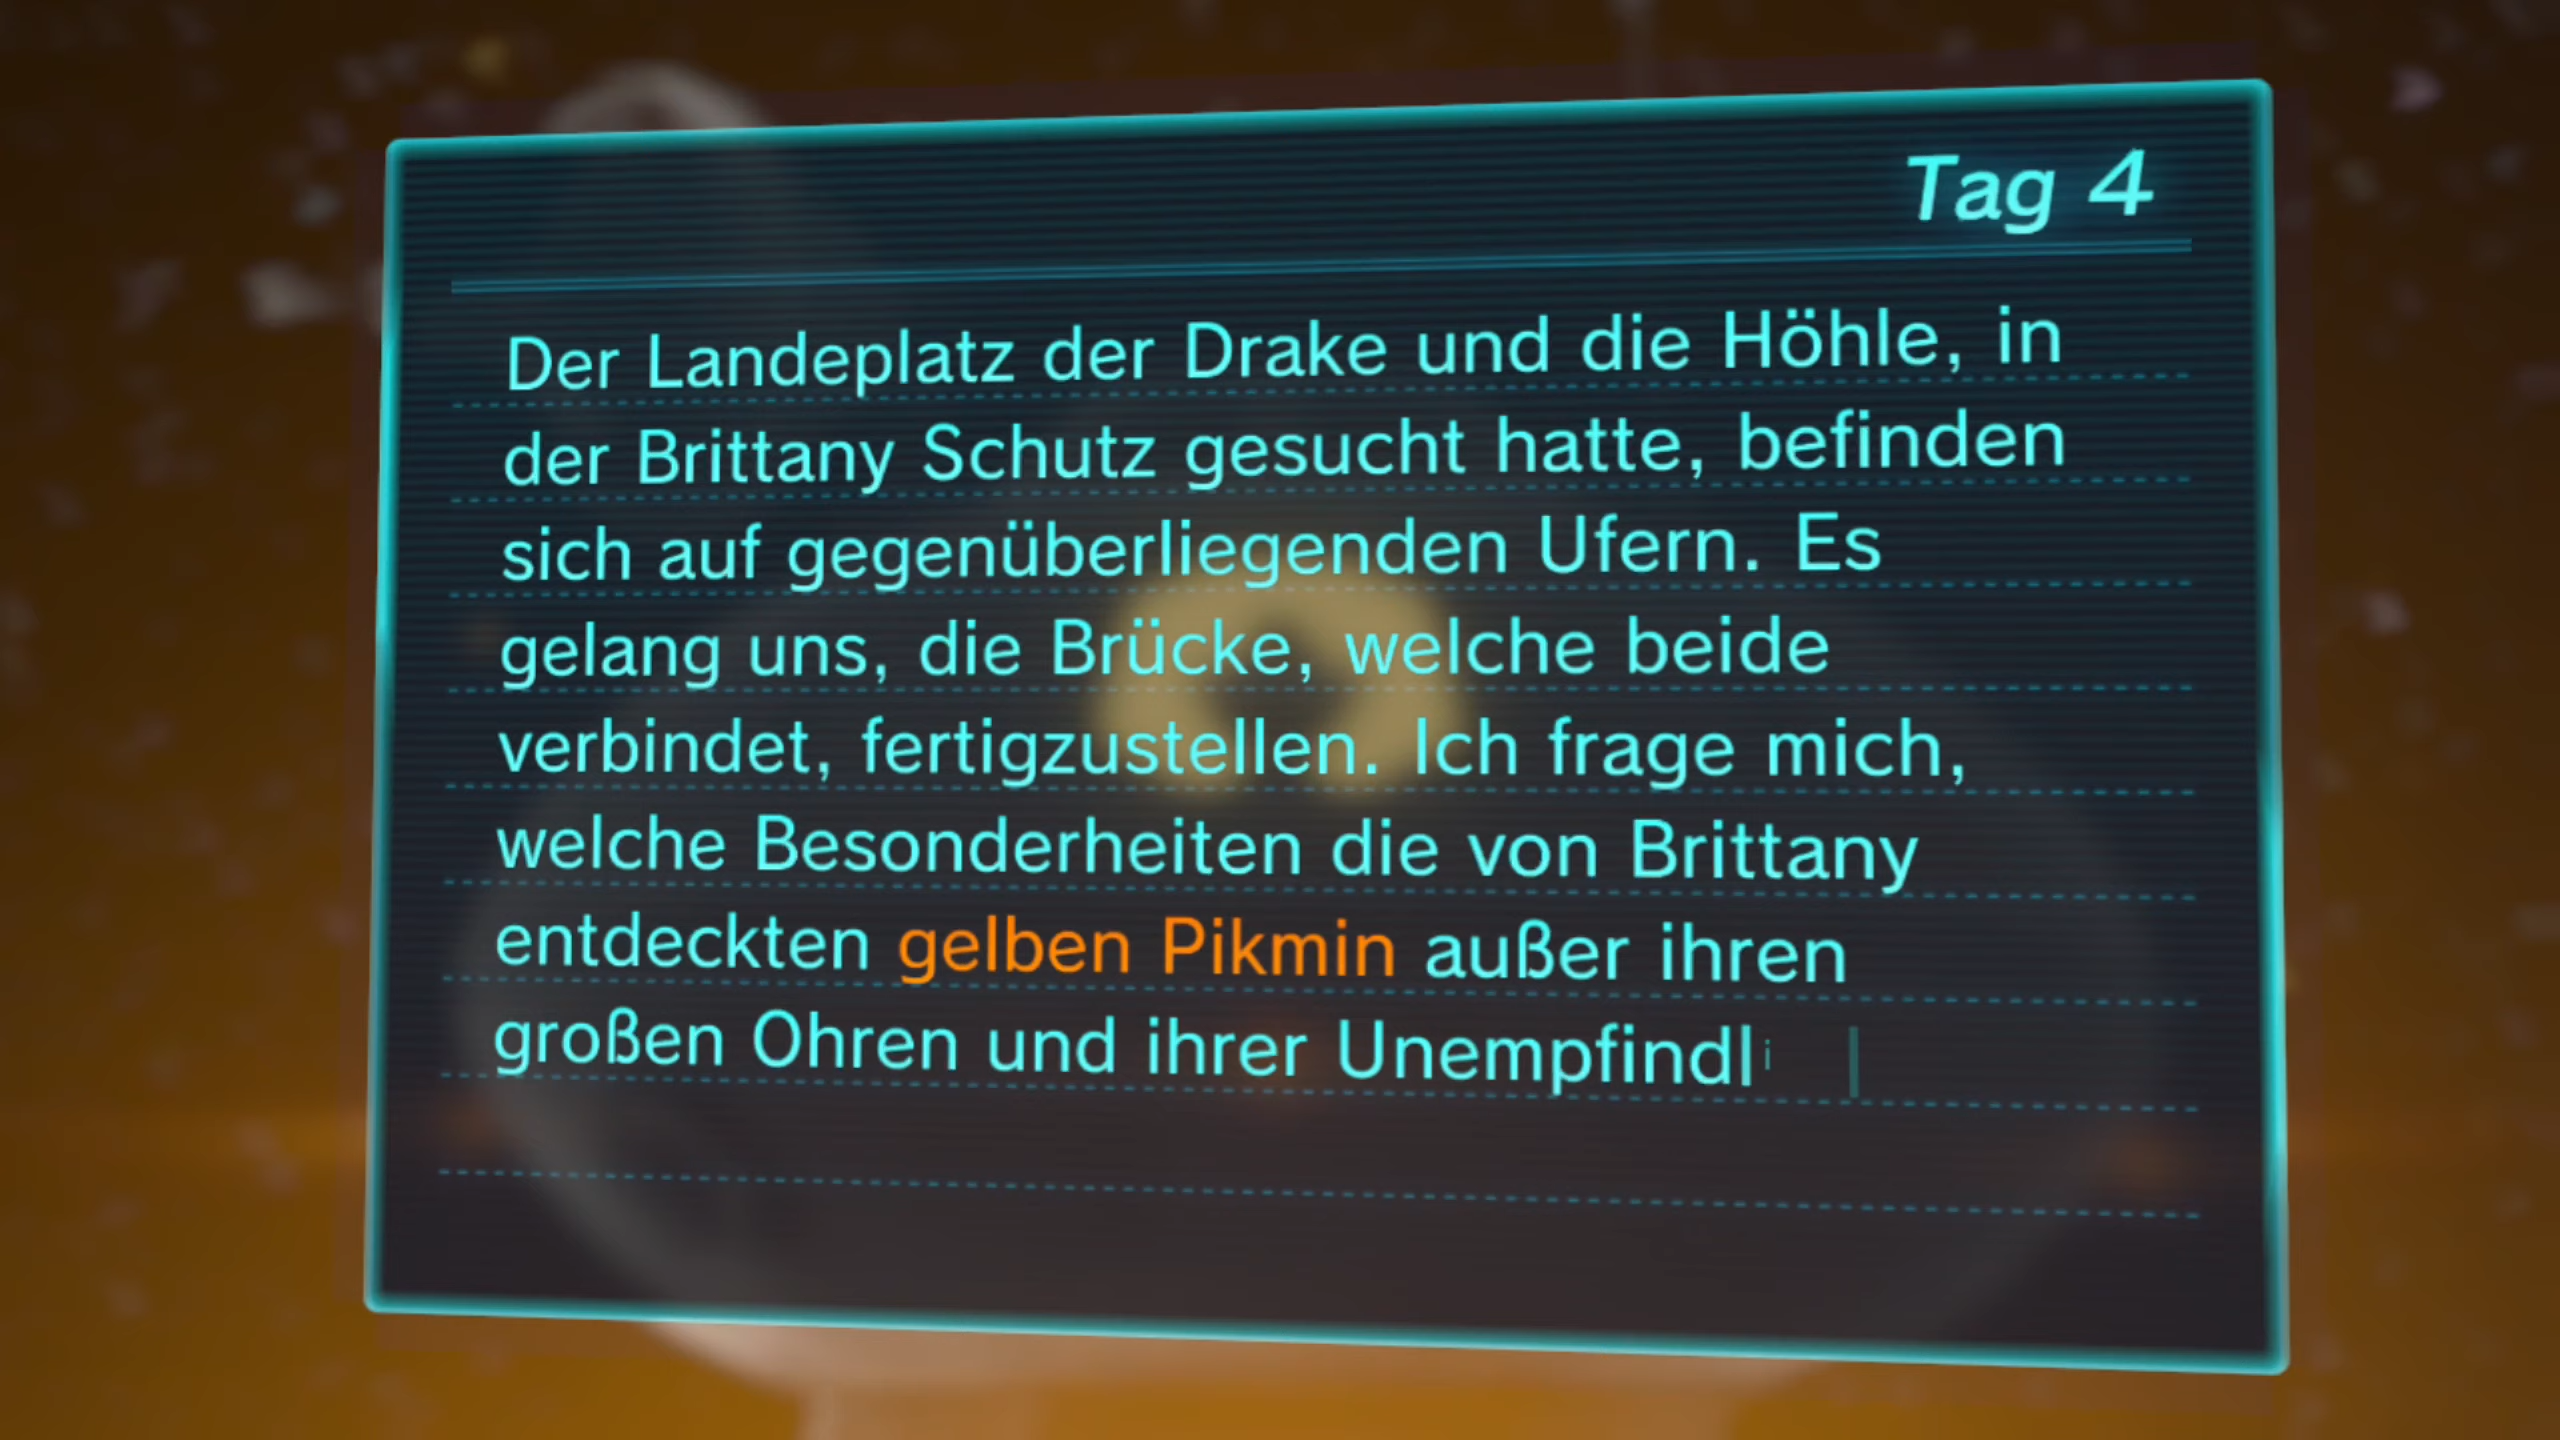 Tag 4
Der Landeplatz der Drake und die Höhle, in
der Brittany Schutz gesucht hatte, befinden
sich auf gegenüberliegenden Ufern. Es
gelang uns, die Brücke, welche beide
verbindet, fertigzustellen. Ich frage mich,
welche Besonderheiten die von Brittany
entdeckten gelben Pikmin außer ihren
großen Ohren und ihrer Unempfindli